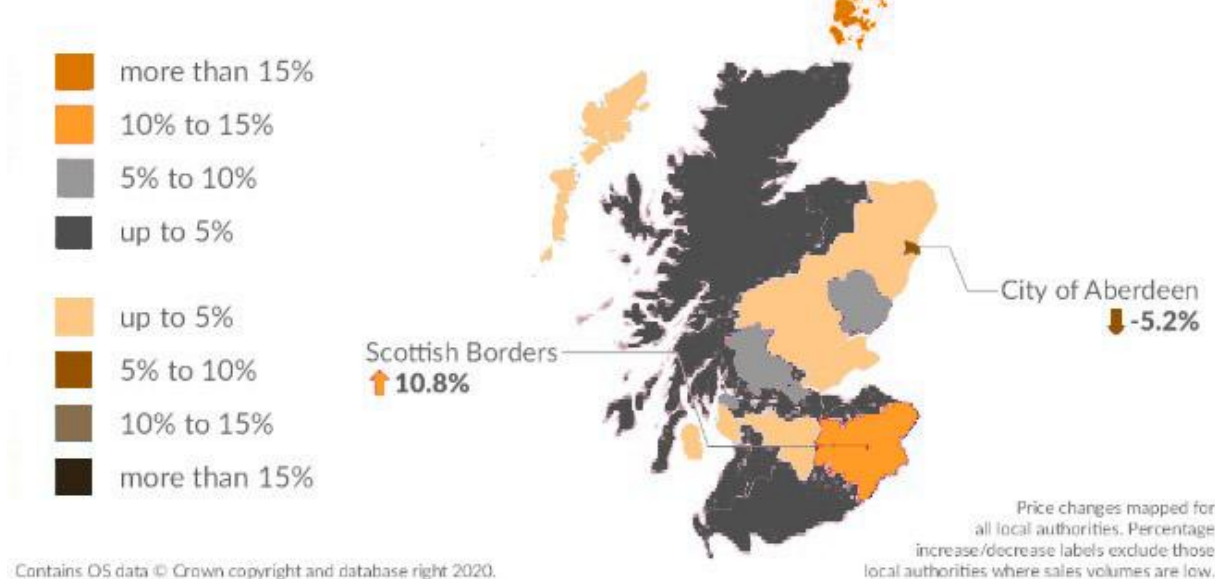 more than 15%
10% to 15%
5% to 10%
up to 5%
up to 5%
5% to 10%
10% to 15%
more than 15%
Scottish Borders
10.8%
City of Aberdeen
-5.2%
Price changes mapped for
all local authorities. Percentage
increase/decrease labels exclude those
local authorities where sales volumes are low.
Contains OS data © Crown copyright and database right 2020.